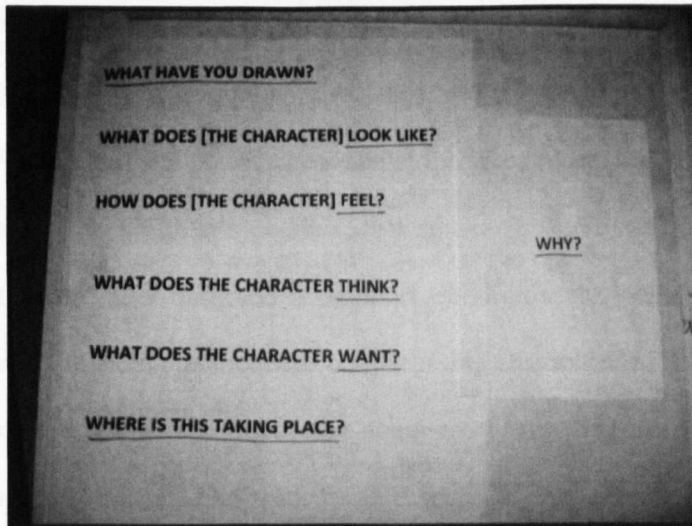 WHAT HAVE YOU DRAWN?
WHAT DOES [THE CHARACTER] LOOK LIKE?
HOW DOES [THE CHARACTER] FEEL?
WHY?
WHAT DOES THE CHARACTER THINK?
WHAT DOES THE CHARACTER WANT?
WHERE IS THIS TAKING PLACE?